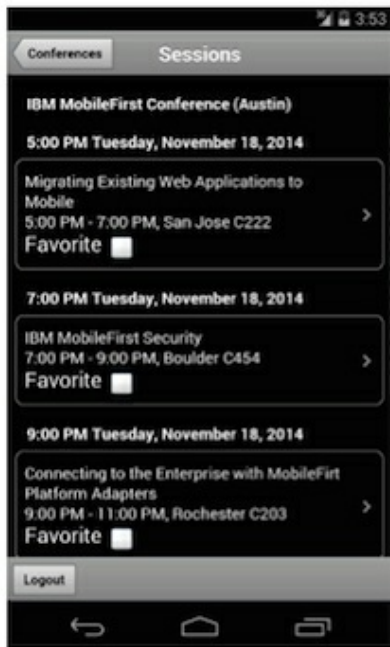 3:53
Conferences
Sessions
IBM MobileFirst Conference (Austin)
5:00 PM Tuesday, November 18, 2014
Migrating Existing Web Applications to
Mobile
5:00 PM - 7:00 PM, San Jose C222
Favorite
7:00 PM Tuesday, November 18, 2014
IBM MobileFirst Security
7:00 PM - 9:00 PM, Boulder C454
Favorite
9:00 PM Tuesday, November 18, 2014
Connecting to the Enterprise with MobileFirt
Platform Adapters
9:00 PM - 11:00 PM, Rochester C203
Favorite
Logout